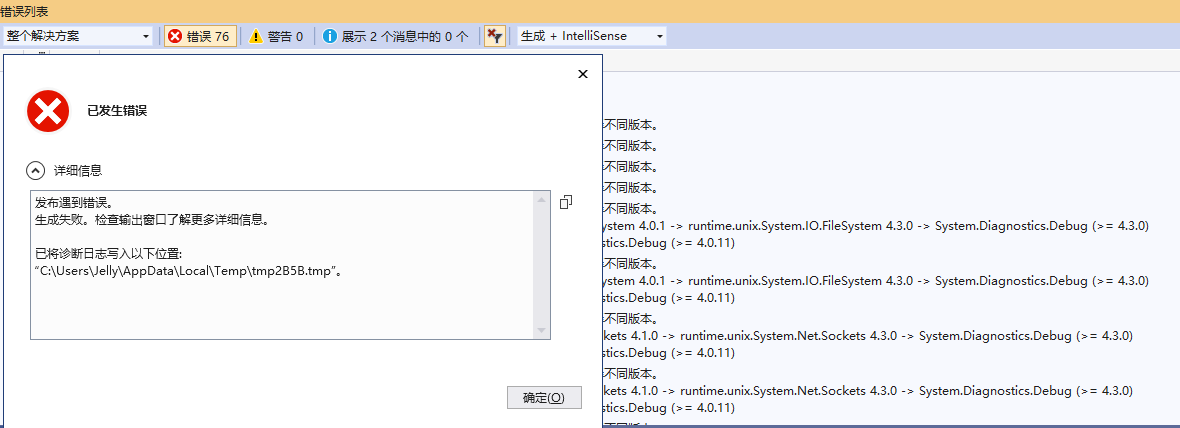 错误列表
整个解决方案
错误 76
警告 0
展示 2 个消息中的 0 个
生成 + IntelliSense
已发生错误
详细信息
发布遇到错误。
生成失败。检查输出窗口了解更多详细信息。
已将诊断日志写入以下位置:
“C:\Users\Jelly\AppData\Local\Temp\tmp2B5B.tmp”。
确定(O)
不同版本。
不同版本。
不同版本。
不同版本。
不同版本。
ystem 4.0.1 -> runtime.unix.System.IO.FileSystem 4.3.0 -> System.Diagnostics.Debug (>= 4.3.0)
stics.Debug (>= 4.0.11)
不同版本。
ystem 4.0.1 -> runtime.unix.System.IO.FileSystem 4.3.0 -> System.Diagnostics.Debug (>= 4.3.0)
stics.Debug (>= 4.0.11)
不同版本。
kets 4.1.0 -> runtime.unix.System.Net.Sockets 4.3.0 -> System.Diagnostics.Debug (>= 4.3.0)
stics.Debug (>= 4.0.11)
不同版本。
kets 4.1.0 -> runtime.unix.System.Net.Sockets 4.3.0 -> System.Diagnostics.Debug (>= 4.3.0)
stics.Debug (>= 4.0.11)